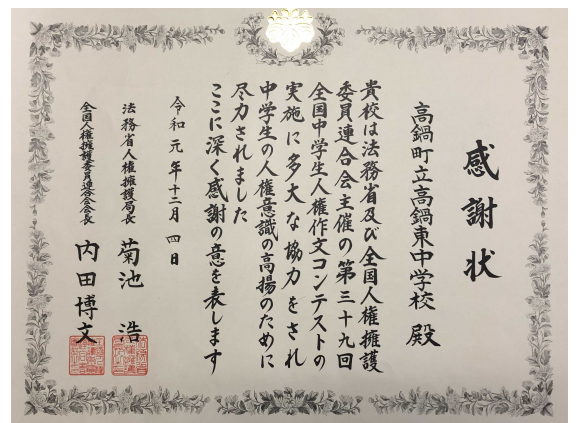 感謝状
高鍋町立高鍋東中学校 殿
貴校は法務省及び全国人権擁護
委員連合会主催の第三十九回
全国中学生人権作文コンテストの
実施に多大な協力をされ
中学生の人権意識の高揚のために
尽力されました
ここに深く感謝の意を表します
令和元年十二月四日
法務省人権擁護局長 菊池浩
全国人権擁護委員連合会会長 内田博文